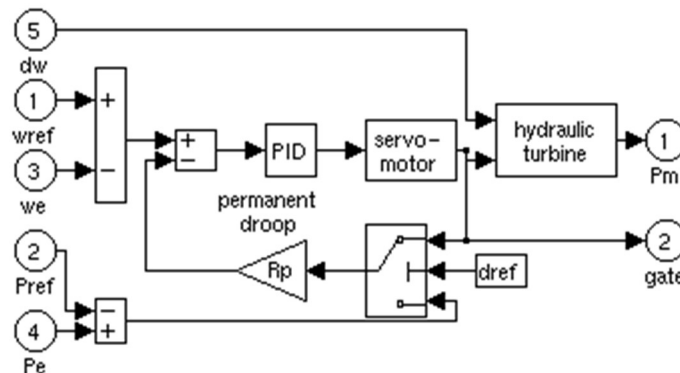 5
dw
1
+
wref
3
−
we
+
−
PID
servo-
motor
hydraulic
turbine
1
Pm
permanent
droop
2
Pref
Rp
dref
2
gate
−
+
4
Pe